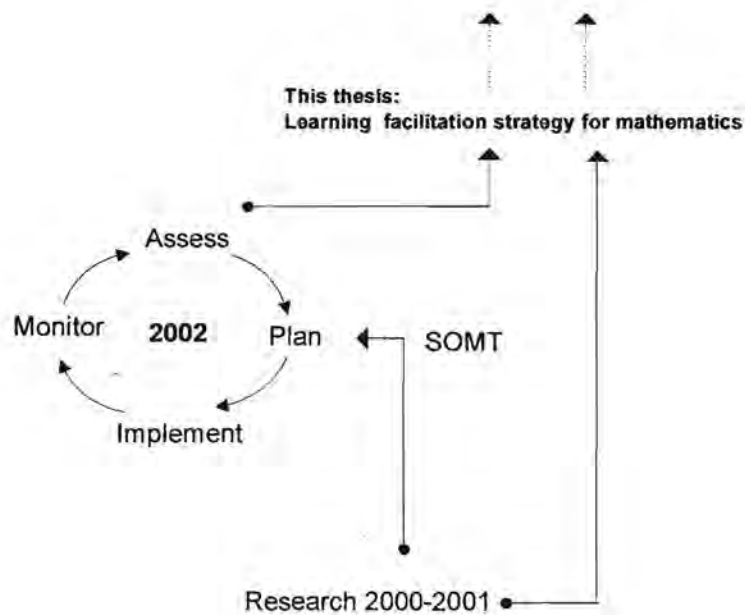 This thesis:
Learning facilitation strategy for mathematics
Assess
Monitor 2002 Plan SOMT
Implement
Research 2000-2001